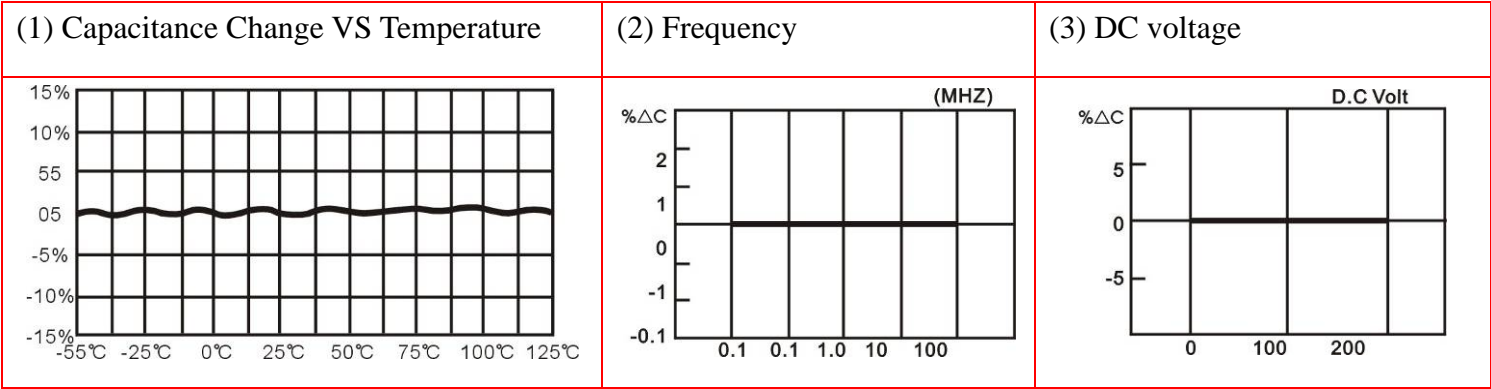 (1) Capacitance Change VS Temperature
(2) Frequency
(3) DC voltage
15%
10%
55
05
-5%
-10%
-15%
-55℃ -25℃ 0℃ 25℃ 50℃ 75℃ 100℃ 125℃
(MHZ)
%△C
2
1
0
-1
-0.1
0.1 0.1 1.0 10 100
D.C Volt
%△C
5
0
-5
0 100 200